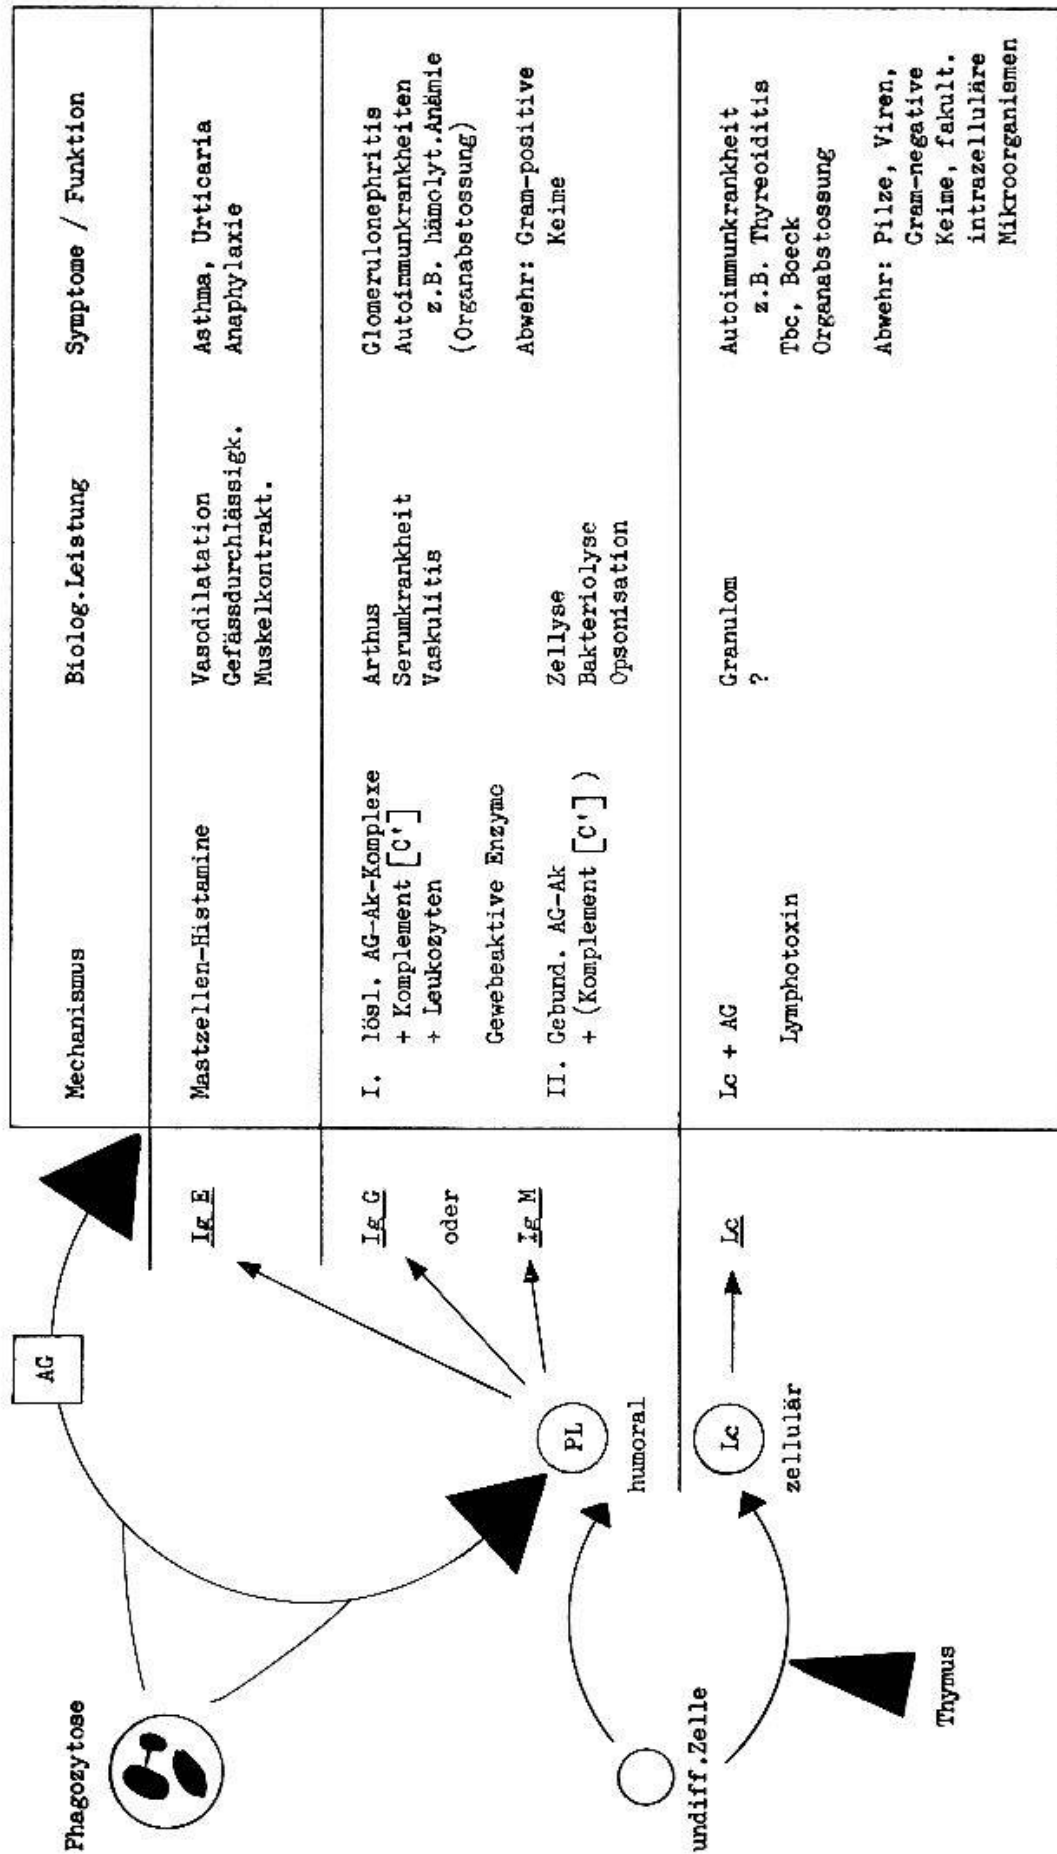 Phagozytose
AG
undiff.Zelle
Thymus
PL
humoral
Lc
zellulär
Ig E
Ig G
oder
Ig M
Lc
Mechanismus
Biolog.Leistung
Symptome / Funktion
Mastzellen-Histamine
Vasodilatation
Gefässdurchlässigk.
Muskelkontrakt.
Asthma, Urticaria
Anaphylaxie
I. lösl. AG-Ak-Komplexe
+ Komplement [C']
+ Leukozyten
Gewebeaktive Enzyme
Arthus
Serumkrankheit
Vaskulitis
Glomerulonephritis
Autoimmunkrankheiten
z.B. hämolyt.Anämie
(Organabstossung)
II. Gebund. AG-Ak
+ (Komplement [C'] )
Zellyse
Bakteriolyse
Opsonisation
Abwehr: Gram-positive
Keime
Lc + AG
Lymphotoxin
Granulom
?
Autoimmunkrankheit
z.B. Thyreoiditis
Tbc, Boeck
Organabstossung
Abwehr: Pilze, Viren,
Gram-negative
Keime, fakult.
intrazelluläre
Mikroorganismen